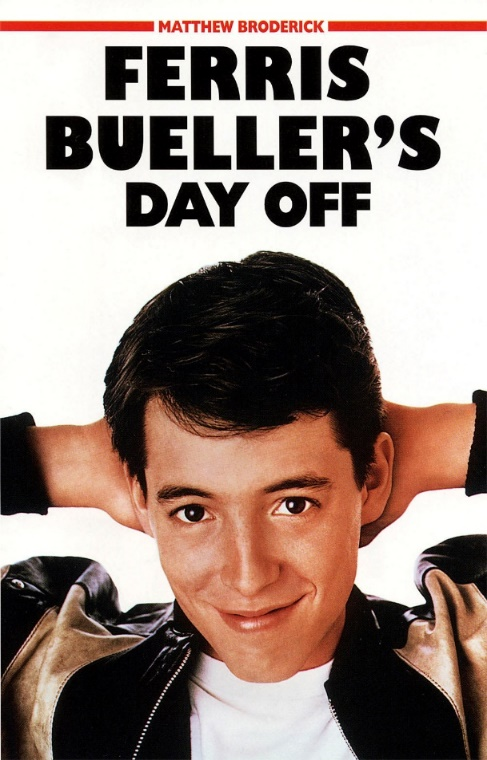 MATTHEW BRODERICK
FERRIS
BUELLER'S
DAY OFF